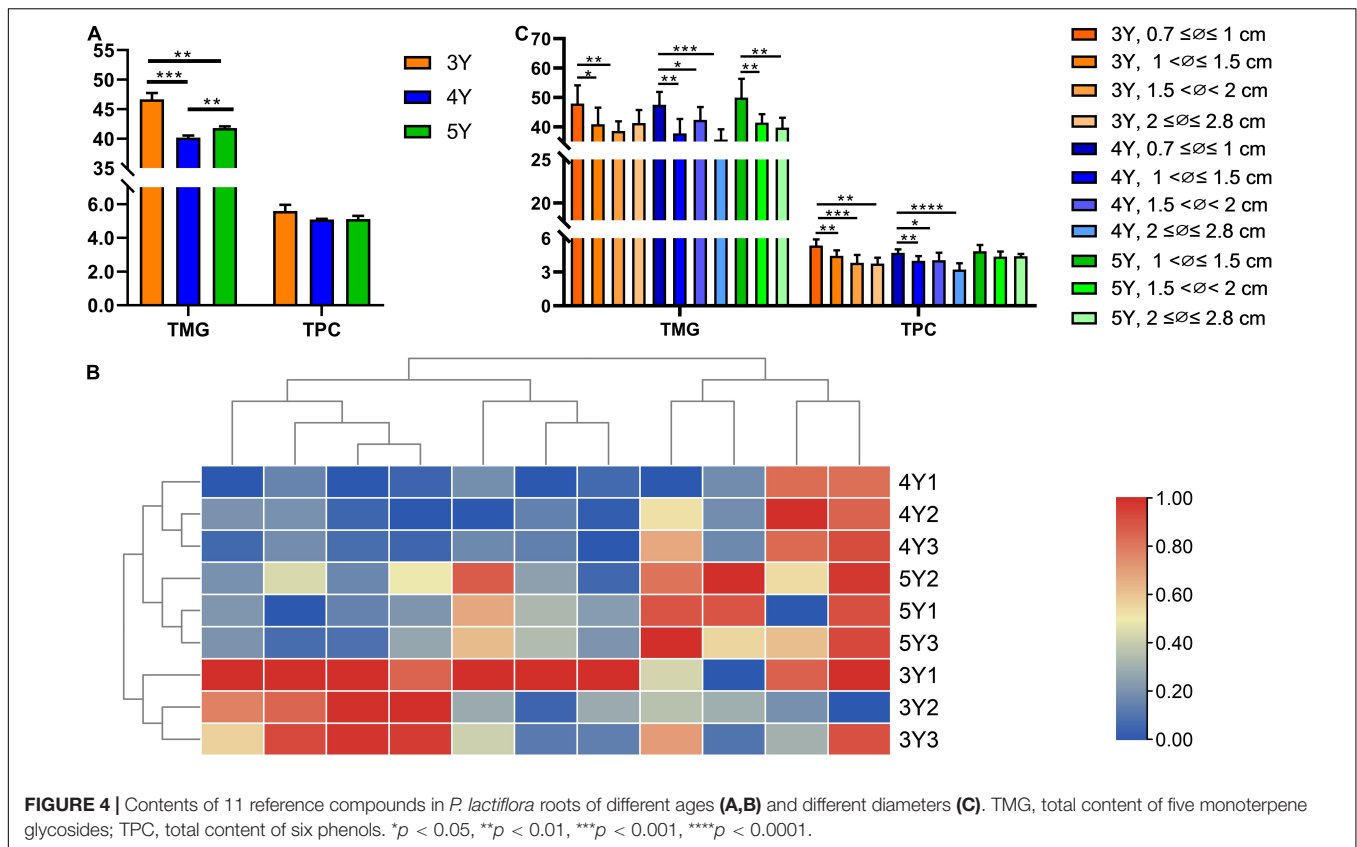 A
55
50
45
40
35
6.0
4.0
2.0
0.0
**
***
**
TMG
TPC
3Y
4Y
5Y
C
70
60
50
40
25
20
6
3
0
**
*
***
*
**
**
**
**
***
**
****
*
**
TMG
TPC
3Y, 0.7 ≤⌀≤ 1 cm
3Y, 1 <⌀≤ 1.5 cm
3Y, 1.5 <⌀< 2 cm
3Y, 2 ≤⌀≤ 2.8 cm
4Y, 0.7 ≤⌀≤ 1 cm
4Y, 1 <⌀≤ 1.5 cm
4Y, 1.5 <⌀< 2 cm
4Y, 2 ≤⌀≤ 2.8 cm
5Y, 1 <⌀≤ 1.5 cm
5Y, 1.5 <⌀< 2 cm
5Y, 2 ≤⌀≤ 2.8 cm
B
4Y1
4Y2
4Y3
5Y2
5Y1
5Y3
3Y1
3Y2
3Y3
1.00
0.80
0.60
0.40
0.20
0.00
FIGURE 4 | Contents of 11 reference compounds in P. lactiflora roots of different ages (A,B) and different diameters (C). TMG, total content of five monoterpene
glycosides; TPC, total content of six phenols. *p < 0.05, **p < 0.01, ***p < 0.001, ****p < 0.0001.